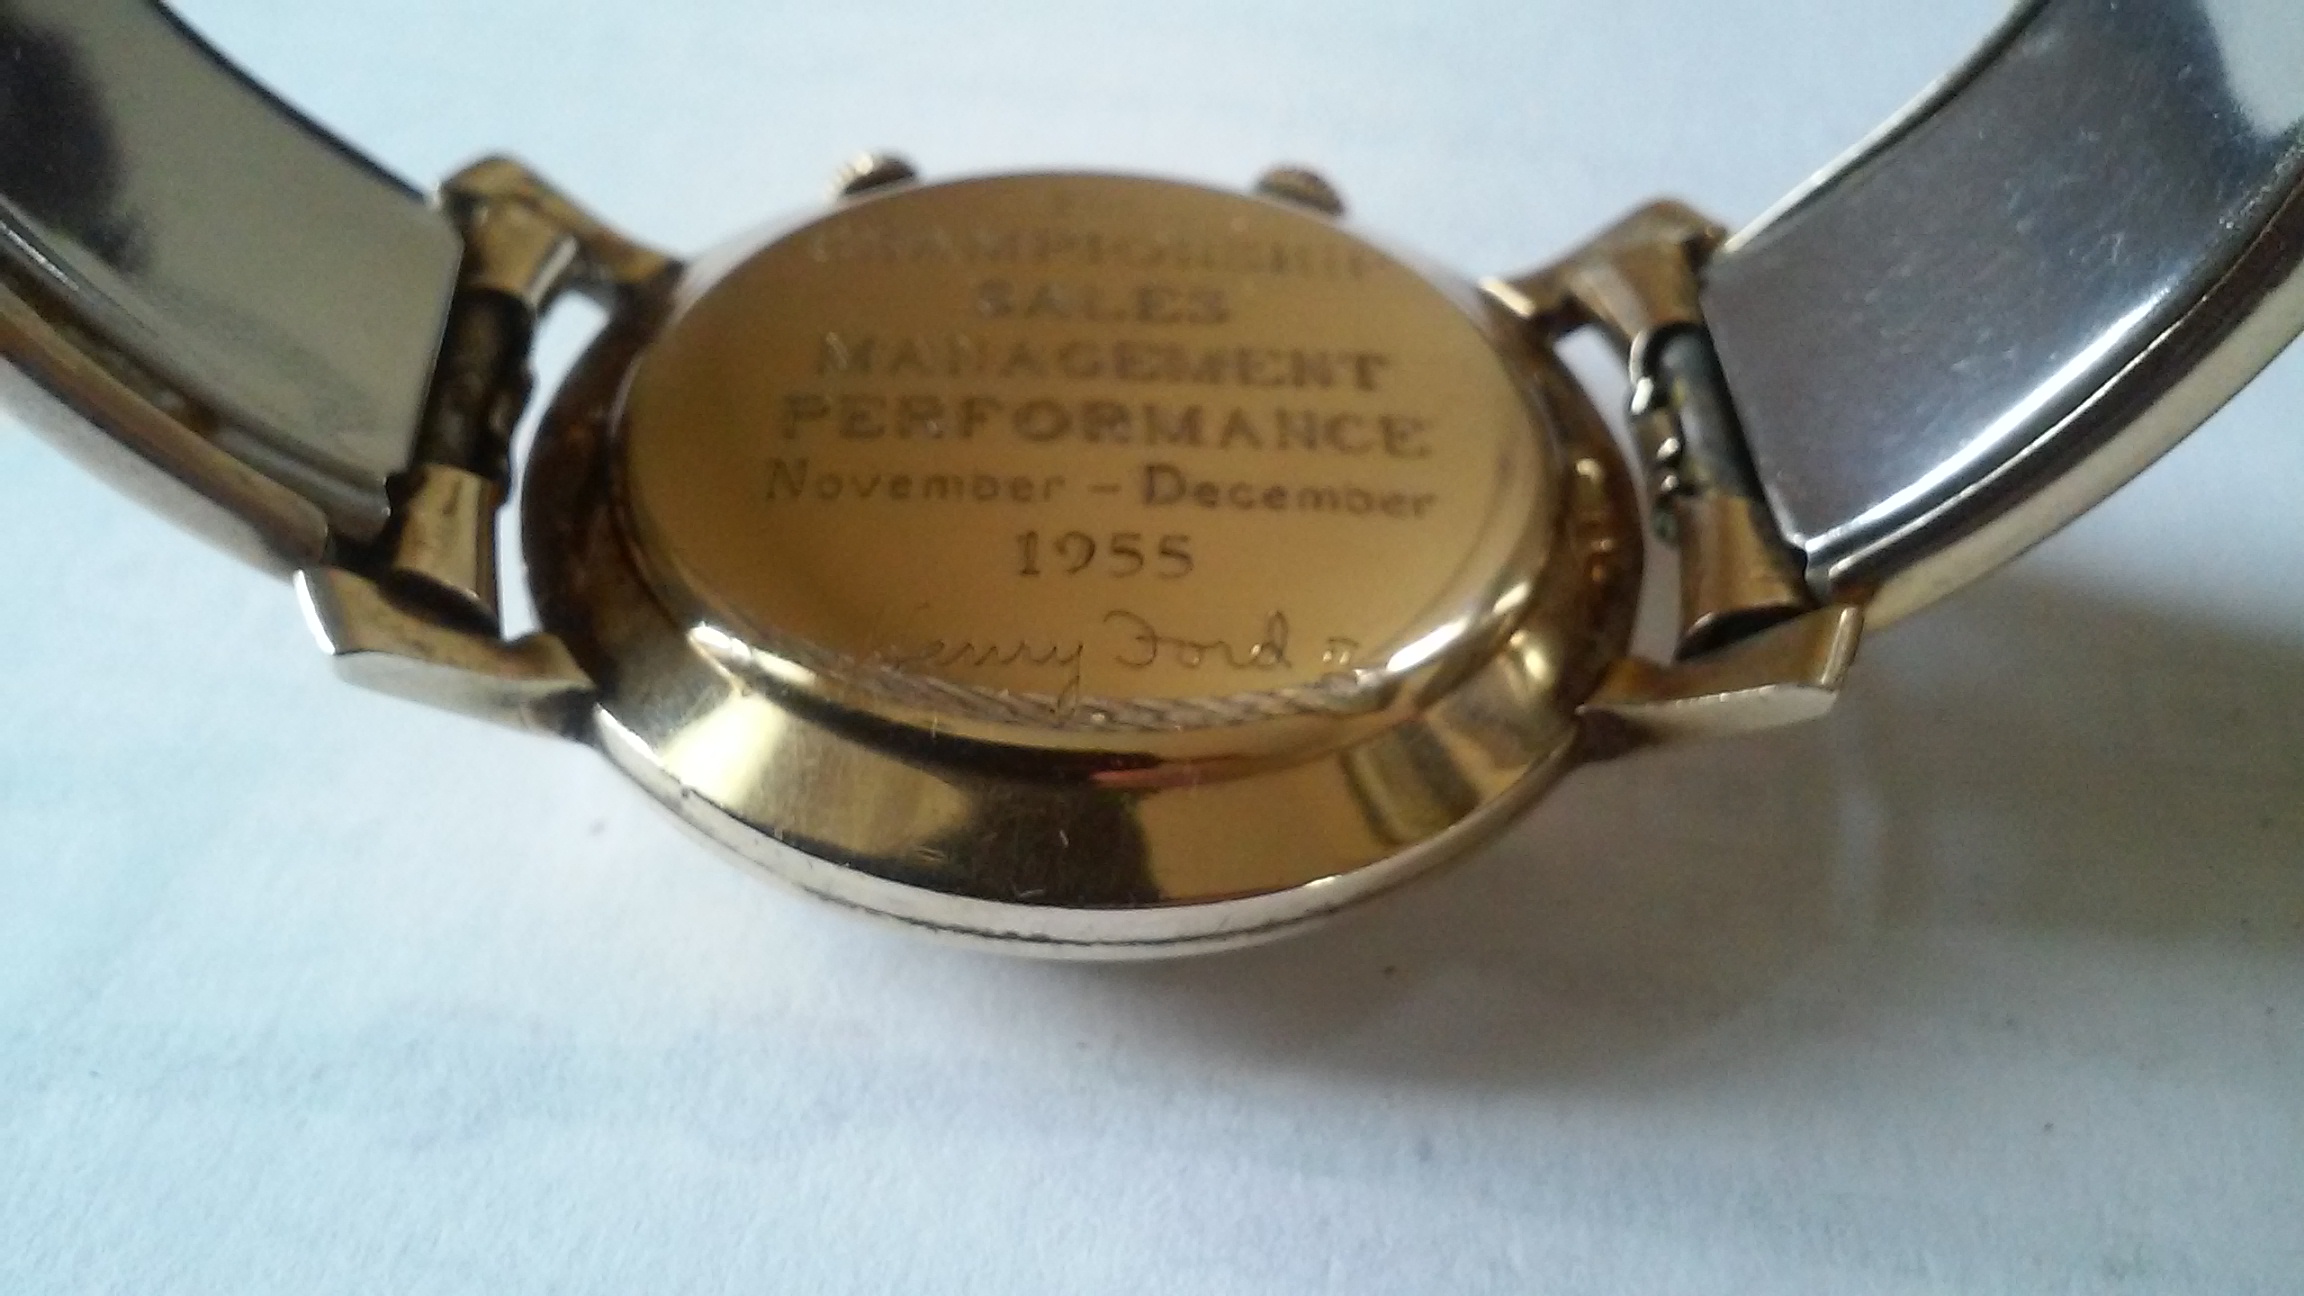 CHAMPIONSHIP
SALES
MANAGEMENT
PERFORMANCE
November - December
1955
Henry Ford II